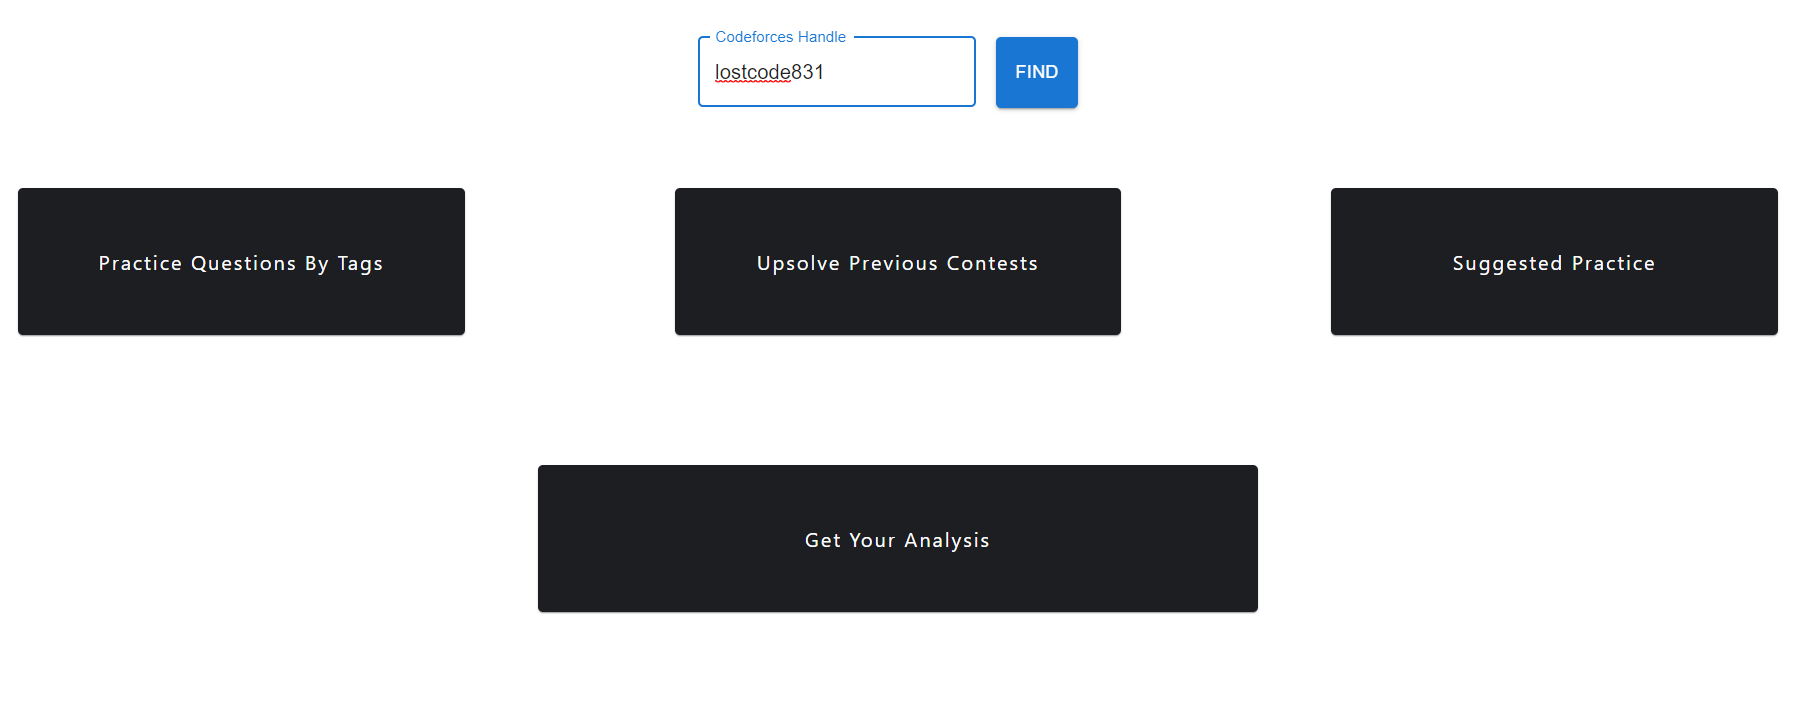 Codeforces Handle
lostcode831
FIND
Practice Questions By Tags
Upsolve Previous Contests
Suggested Practice
Get Your Analysis